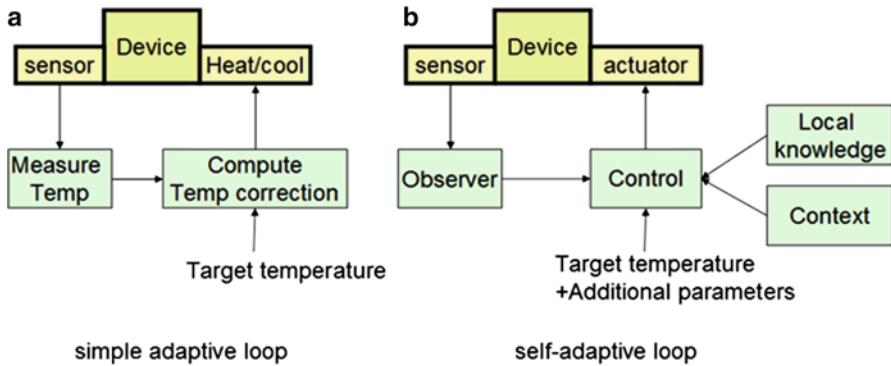 a
Device
sensor
Heat/cool
Measure
Temp
Compute
Temp correction
Target temperature
simple adaptive loop
b
Device
sensor
actuator
Observer
Control
Local
knowledge
Context
Target temperature
+Additional parameters
self-adaptive loop